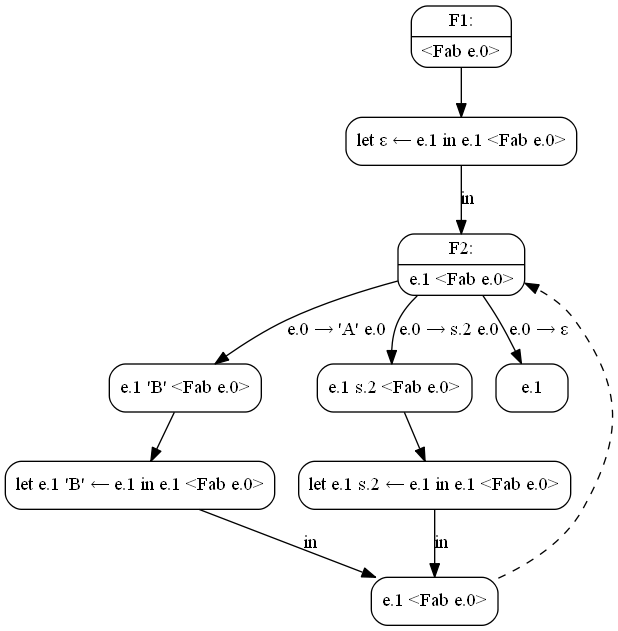 F1:
<Fab e.0>
let ε ← e.1 in e.1 <Fab e.0>
in
F2:
e.1 <Fab e.0>
e.0 → 'A' e.0
e.0 → s.2 e.0
e.0 → ε
e.1 'B' <Fab e.0>
e.1 s.2 <Fab e.0>
e.1
let e.1 'B' ← e.1 in e.1 <Fab e.0>
let e.1 s.2 ← e.1 in e.1 <Fab e.0>
in
in
e.1 <Fab e.0>